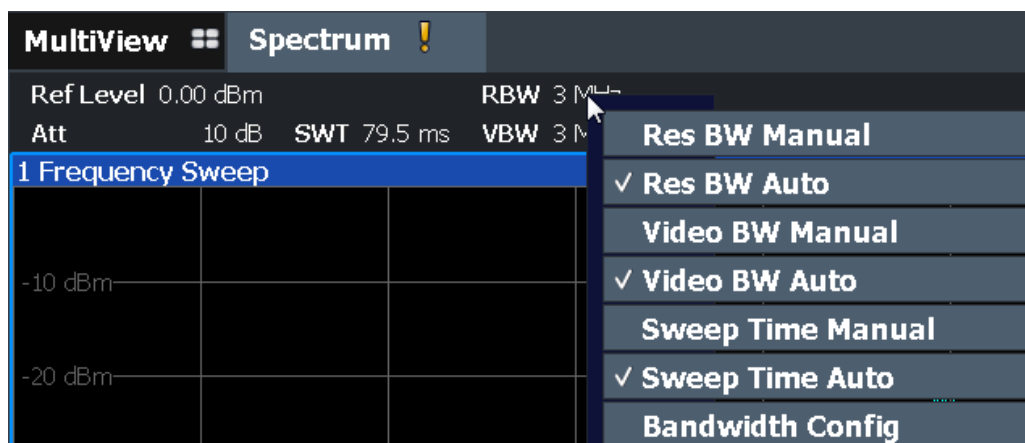 MultiView Spectrum
Ref Level 0.00 dBm RBW 3
Att 10 dB SWT 79.5 ms VBW 3
1 Frequency Sweep
-10 dBm
-20 dBm
Res BW Manual
✓ Res BW Auto
Video BW Manual
✓ Video BW Auto
Sweep Time Manual
✓ Sweep Time Auto
Bandwidth Config